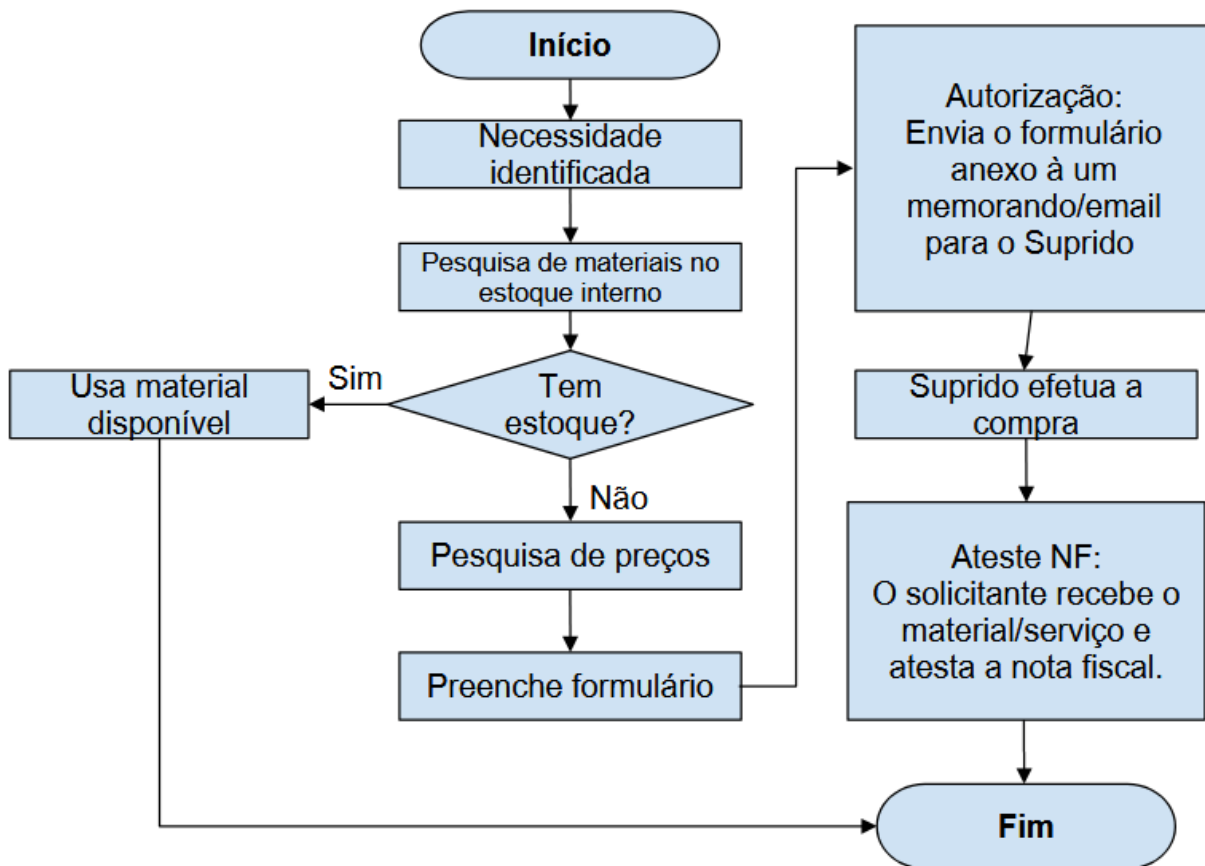 Início
Necessidade
identificada
Pesquisa de materiais no
estoque interno
Tem
estoque?
Sim
Usa material
disponível
Não
Pesquisa de preços
Preenche formulário
Autorização:
Envia o formulário
anexo à um
memorando/email
para o Suprido
Suprido efetua a
compra
Ateste NF:
O solicitante recebe o
material/serviço e
atesta a nota fiscal.
Fim